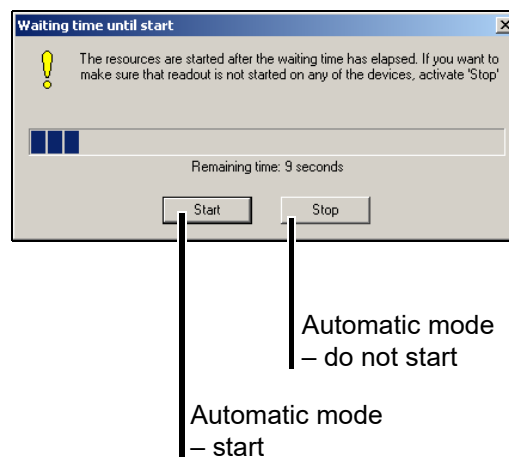 Waiting time until start
The resources are started after the waiting time has elapsed. If you want to
make sure that readout is not started on any of the devices, activate 'Stop'
Remaining time: 9 seconds
Start Stop
Automatic mode
– do not start
Automatic mode
– start